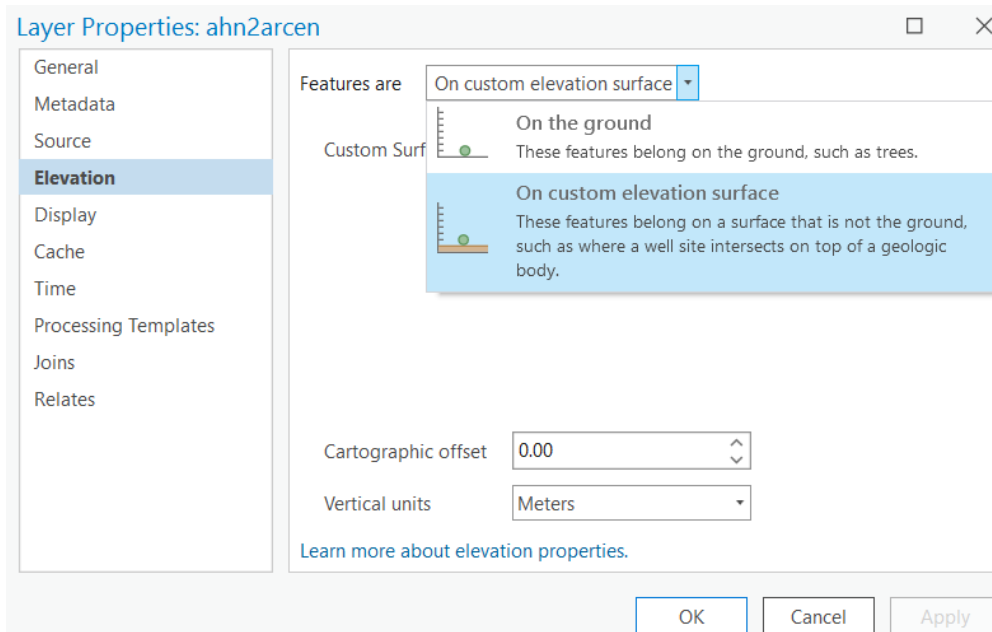 Layer Properties: ahn2arcen
General
Metadata
Source
Elevation
Display
Cache
Time
Processing Templates
Joins
Relates
Features are On custom elevation surface
On the ground
Custom Surf
These features belong on the ground, such as trees.
On custom elevation surface
These features belong on a surface that is not the ground,
such as where a well site intersects on top of a geologic
body.
Cartographic offset 0.00
Vertical units Meters
Learn more about elevation properties.
OK Cancel Apply